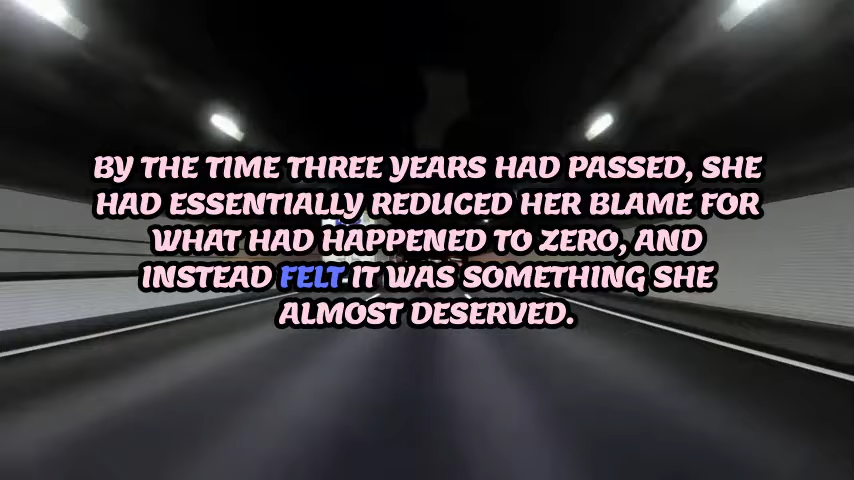 BY THE TIME THREE YEARS HAD PASSED, SHE
HAD ESSENTIALLY REDUCED HER BLAME FOR
WHAT HAD HAPPENED TO ZERO, AND
INSTEAD FELT IT WAS SOMETHING SHE
ALMOST DESERVED.